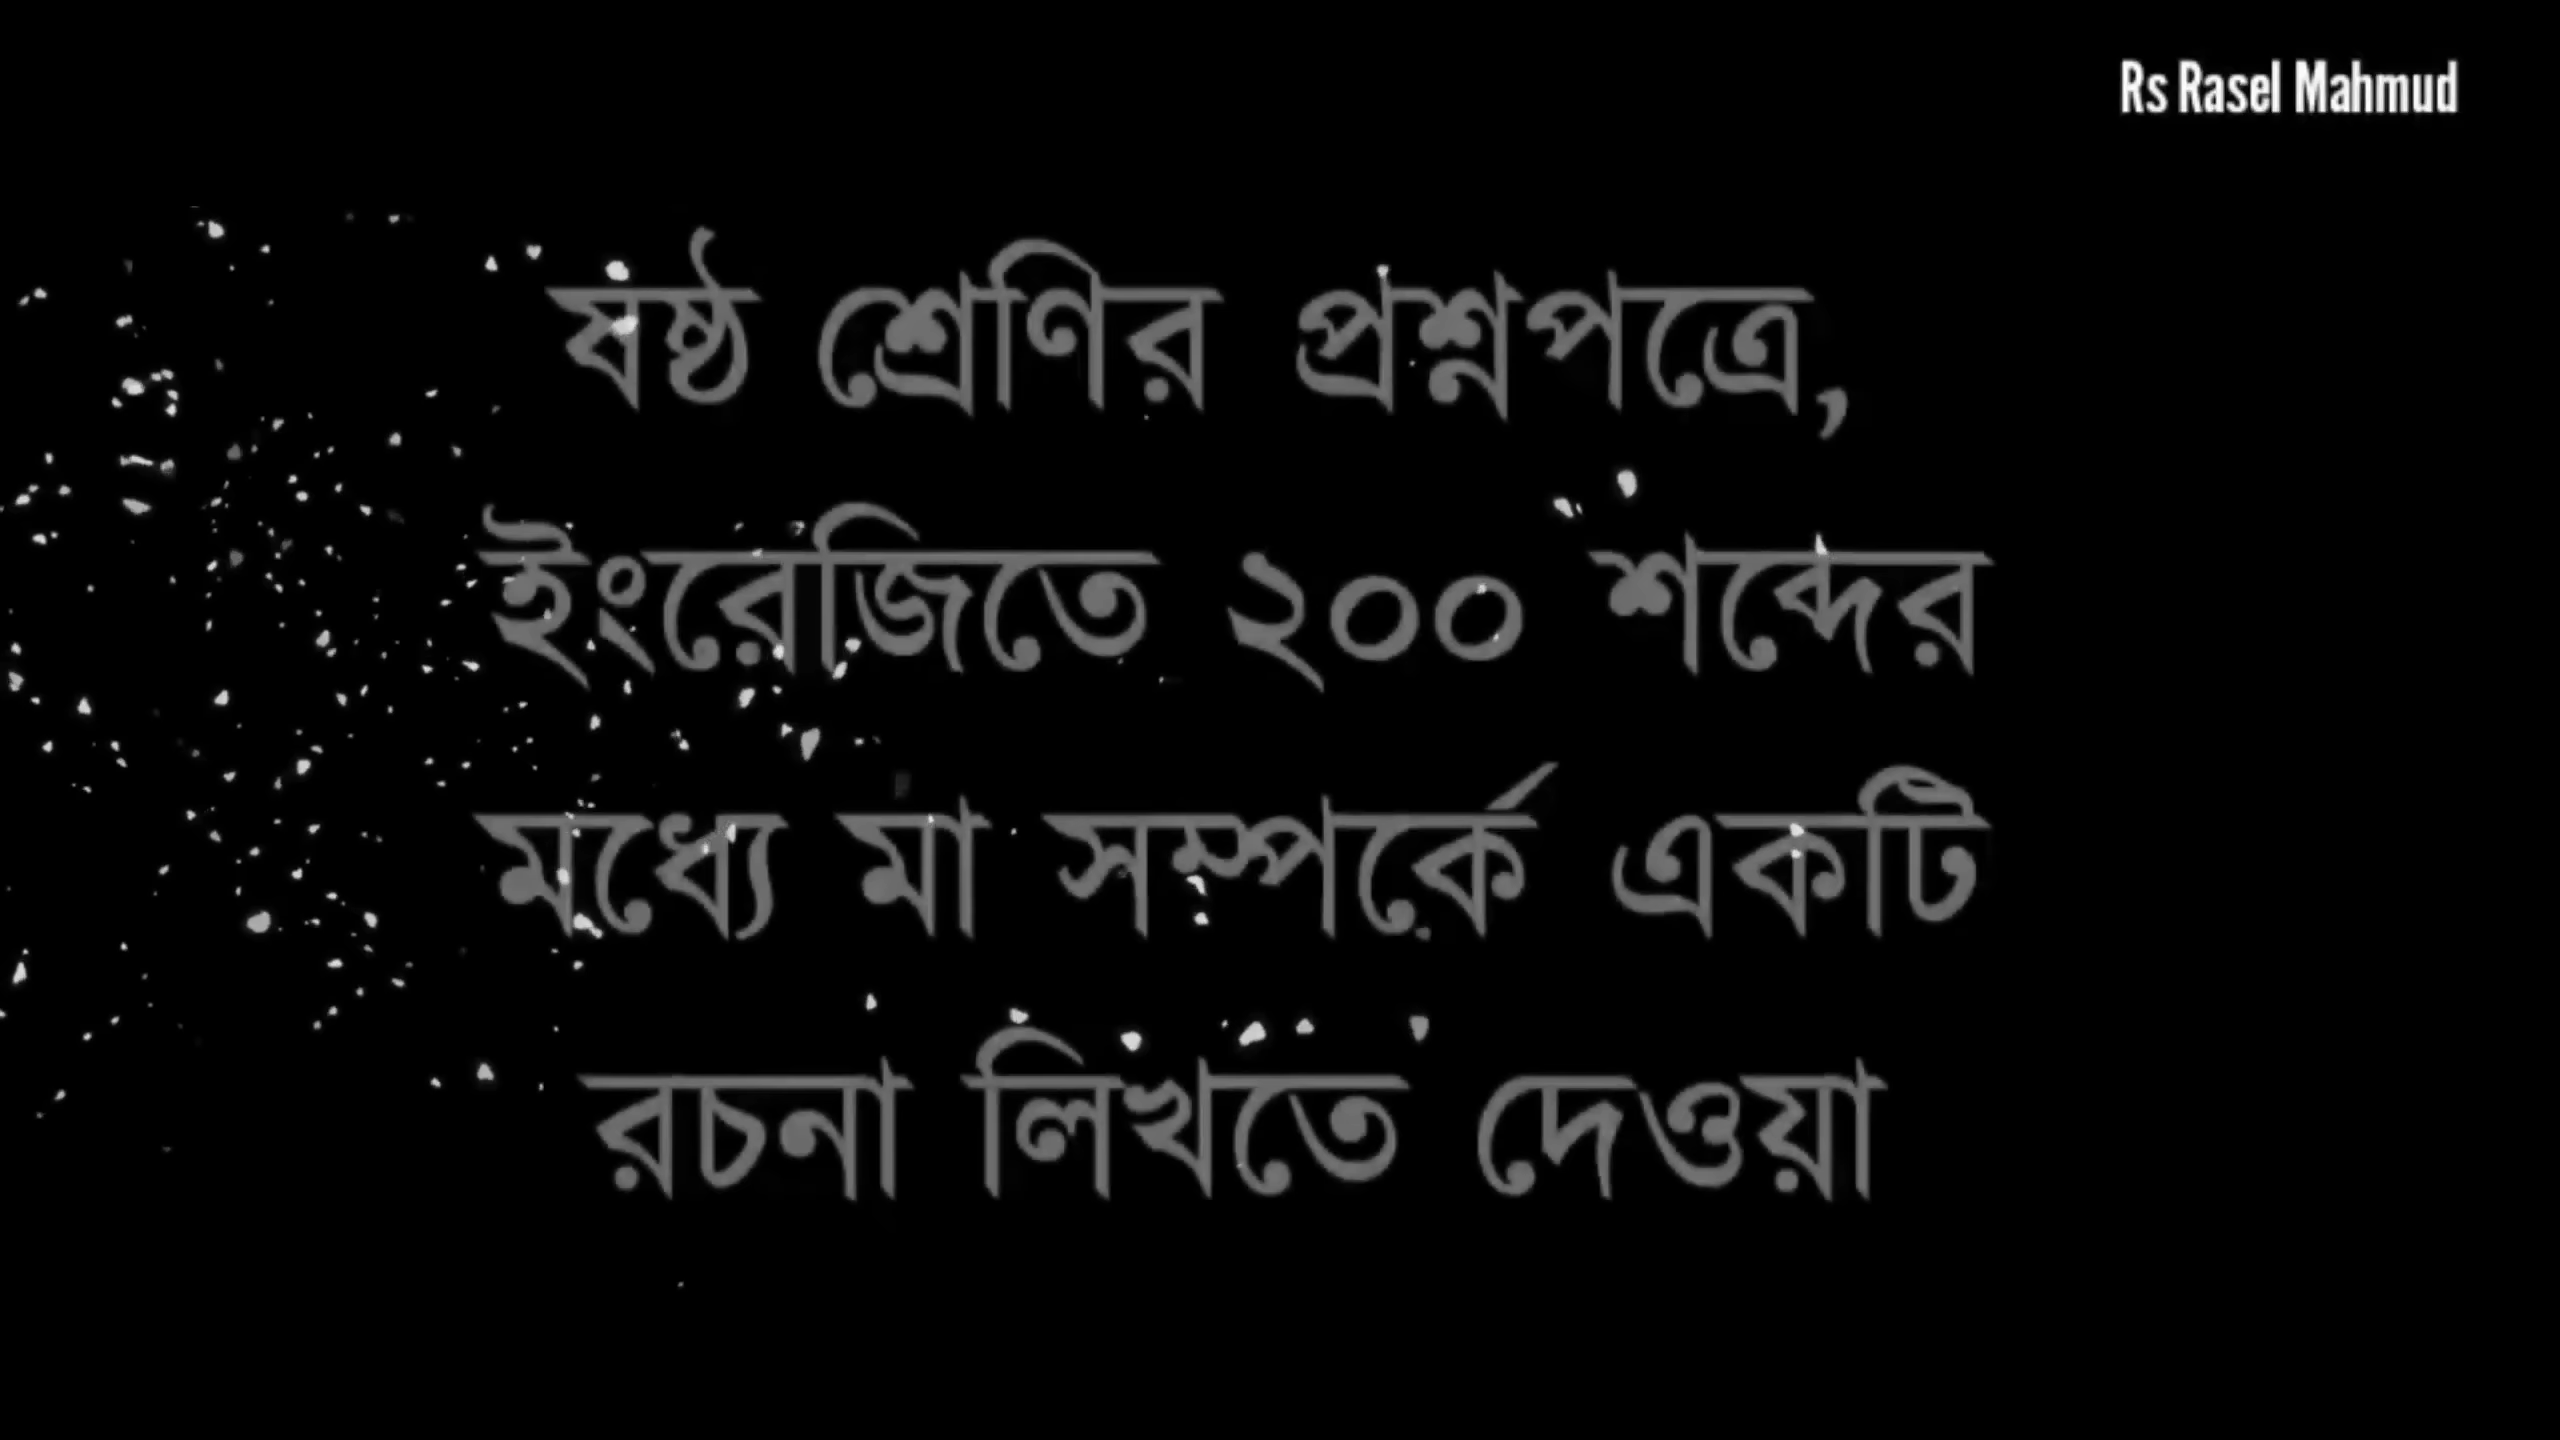 Rs Rasel Mahmud
ষষ্ঠ শ্রেণির প্রশ্নপত্রে,
ইংরেজিতে ২০০ শব্দের
মধ্যে মা সম্পর্কে একটি
রচনা লিখতে দেওয়া